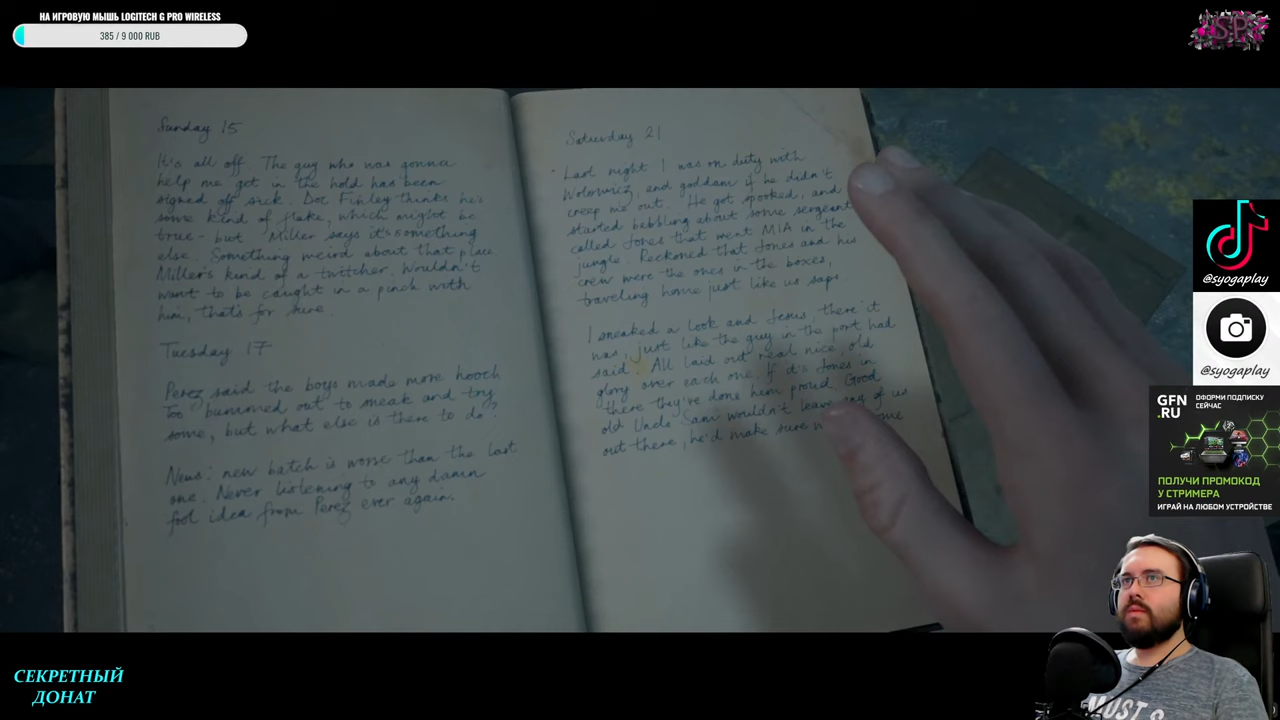 НА ИГРОВУЮ МЫШЬ LOGITECH G PRO WIRELESS
385 / 9 000 RUB
SP
Sunday 15
It's all off. The guy who was gonna
help me get in the hold has been
signed off sick. Doc Finley thinks he's
some kind of flake, which might be
true - but Miller says it's something
else. Something weird about that place
Miller's kind of a twitcher. Wouldn't
want to be caught in a pinch with
him, that's for sure.
Tuesday 17
Perez said the boys made more hooch
Too bummed out to sneak and try
some, but what else is there to do,
News: new batch is worse than the last
one. Never listening to any damn
fool idea from Perez ever again.
Saturday 21
Last night I was on duty with
Wolowicz, and goddam if he didn't
creep me out. He got spooked, and
started babbling about some sergeant
called Jones that went MIA in the
jungle. Reckoned that Jones and his
crew were the ones in the boxes,
traveling home just like us saps
I sneaked a look and Jesus, there it
was, just like the guy in the port had
said. All laid out real nice, old
glory over each one. If it's Jones in
there they've done him proud. Good
old Uncle Sam wouldn't leave of us
out there, he'd make sure
@syogaplay
@syogaplay
GFN
.RU
ОФОРМИ ПОДПИСКУ
СЕЙЧАС
ПОЛУЧИ ПРОМОКОД
У СТРИМЕРА
ИГРАЙ НА ЛЮБОМ УСТРОЙСТВЕ
СЕКРЕТНЫЙ
ДОНАТ
MUST